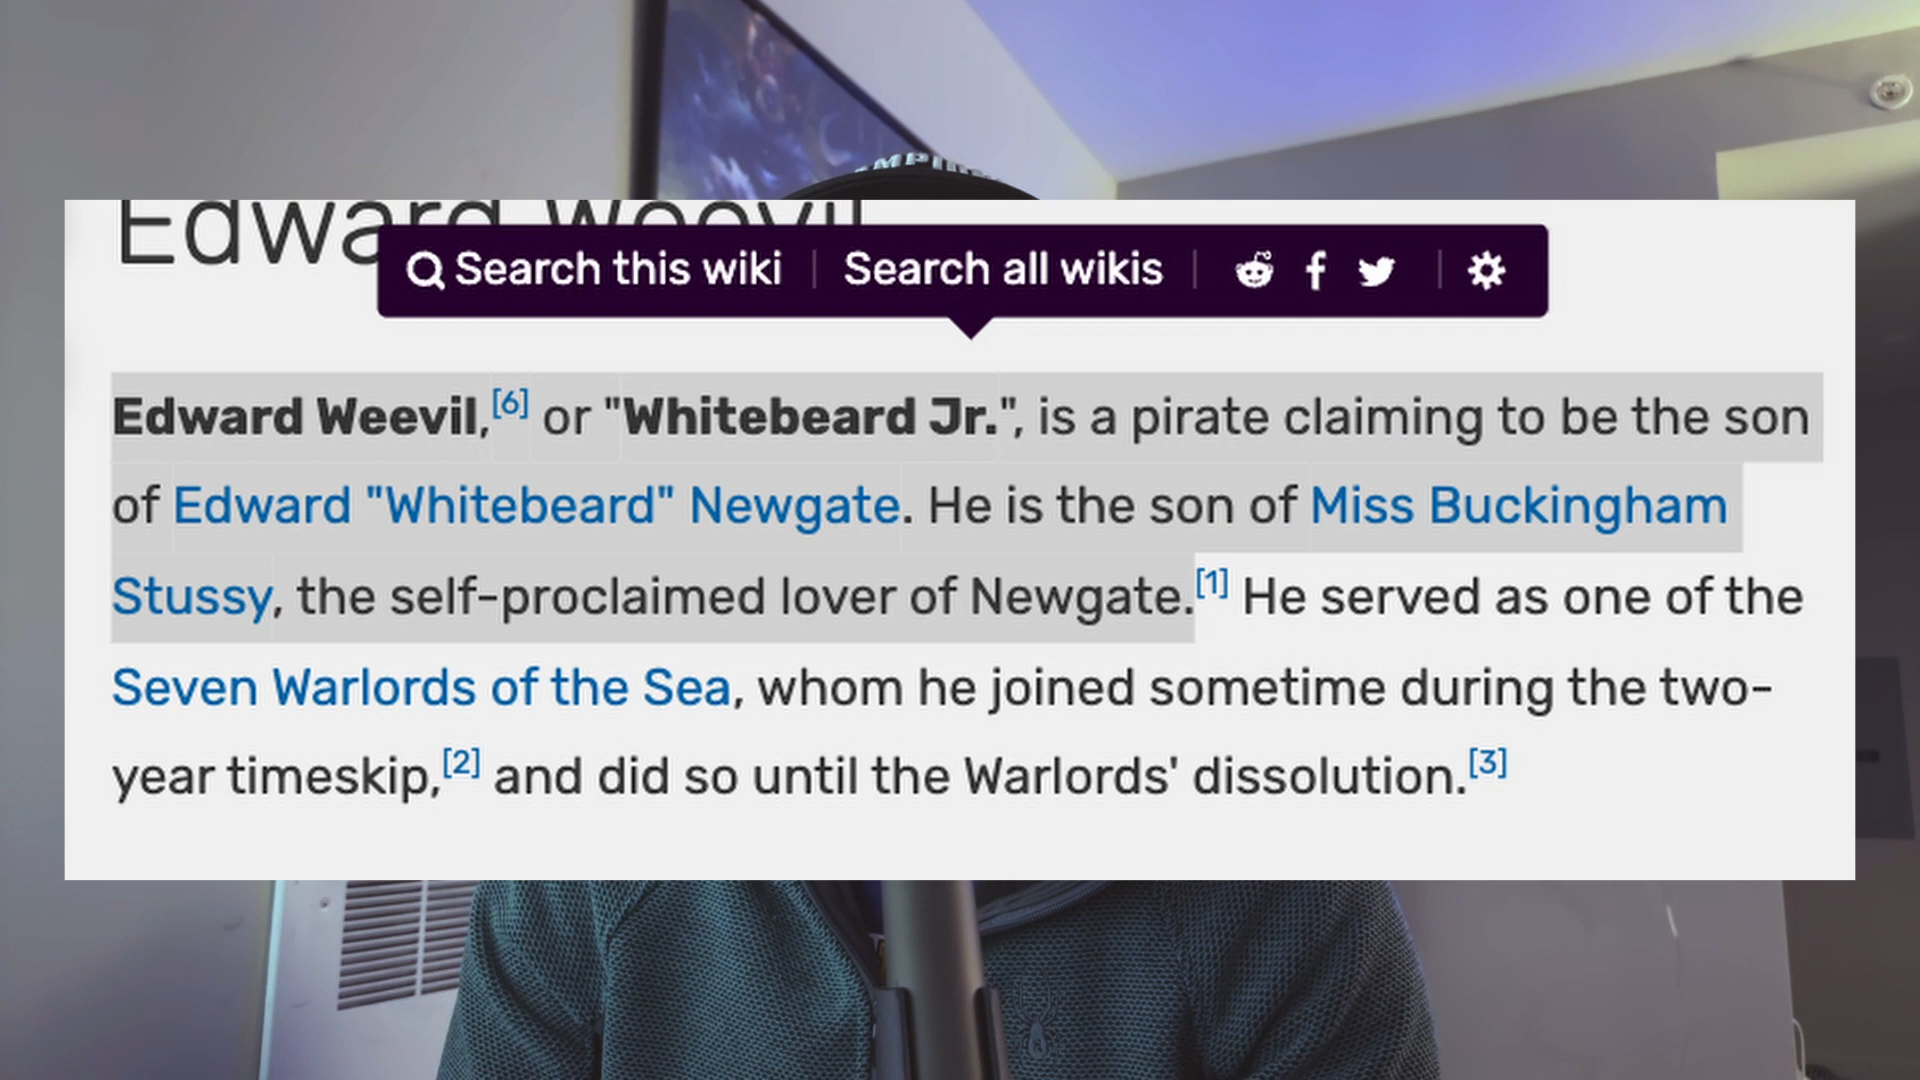 Edward Weevil
Search this wiki Search all wikis
Edward Weevil,[6] or "Whitebeard Jr.", is a pirate claiming to be the son
of Edward "Whitebeard" Newgate. He is the son of Miss Buckingham
Stussy, the self-proclaimed lover of Newgate.[1] He served as one of the
Seven Warlords of the Sea, whom he joined sometime during the two-
year timeskip,[2] and did so until the Warlords' dissolution.[3]